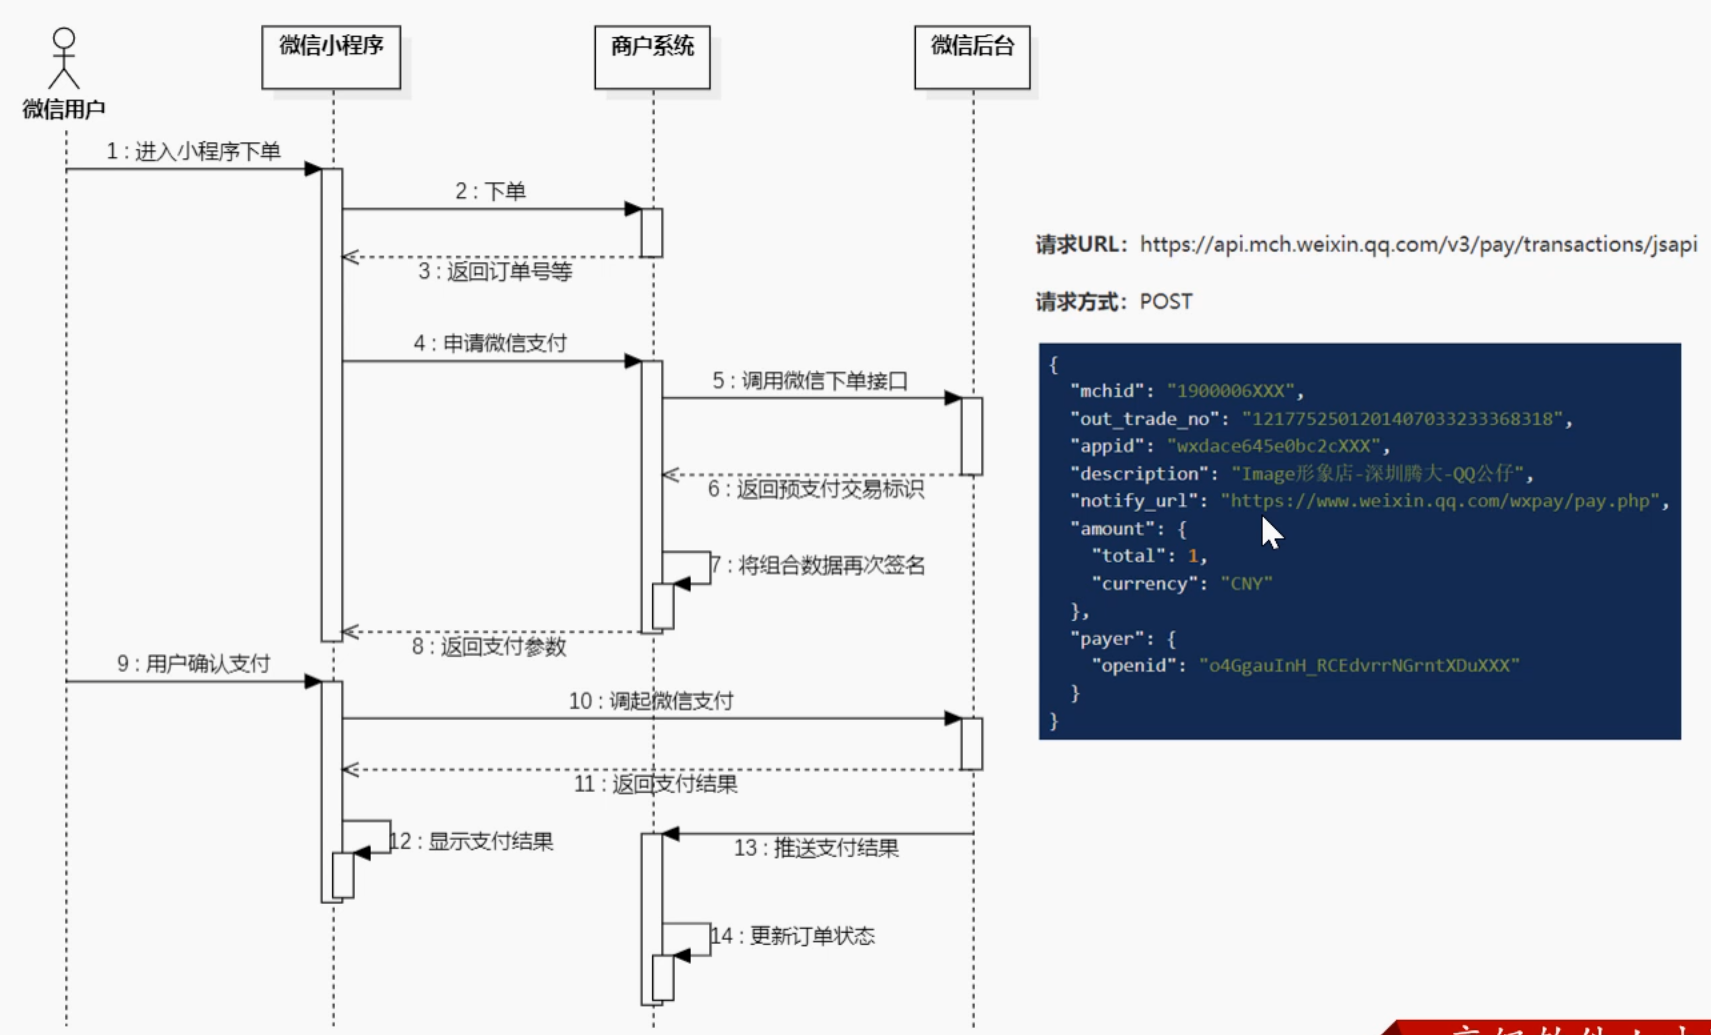 微信用户
微信小程序
商户系统
微信后台
1 : 进入小程序下单
2 : 下单
3 : 返回订单号等
4 : 申请微信支付
5 : 调用微信下单接口
6 : 返回预支付交易标识
7 : 将组合数据再次签名
8 : 返回支付参数
9 : 用户确认支付
10 : 调起微信支付
11 : 返回支付结果
12 : 显示支付结果
13 : 推送支付结果
14 : 更新订单状态
请求URL：https://api.mch.weixin.qq.com/v3/pay/transactions/jsapi
请求方式：POST
{
"mchid": "1900006XXX",
"out_trade_no": "1217752501201407033233368318",
"appid": "wxdace645e0bc2cXXX",
"description": "Image形象店-深圳腾大-QQ公仔",
"notify_url": "https://www.weixin.qq.com/wxpay/pay.php",
"amount": {
"total": 1,
"currency": "CNY"
},
"payer": {
"openid": "o4GgauInH_RCEdvrrNGrntXDuXXX"
}
}